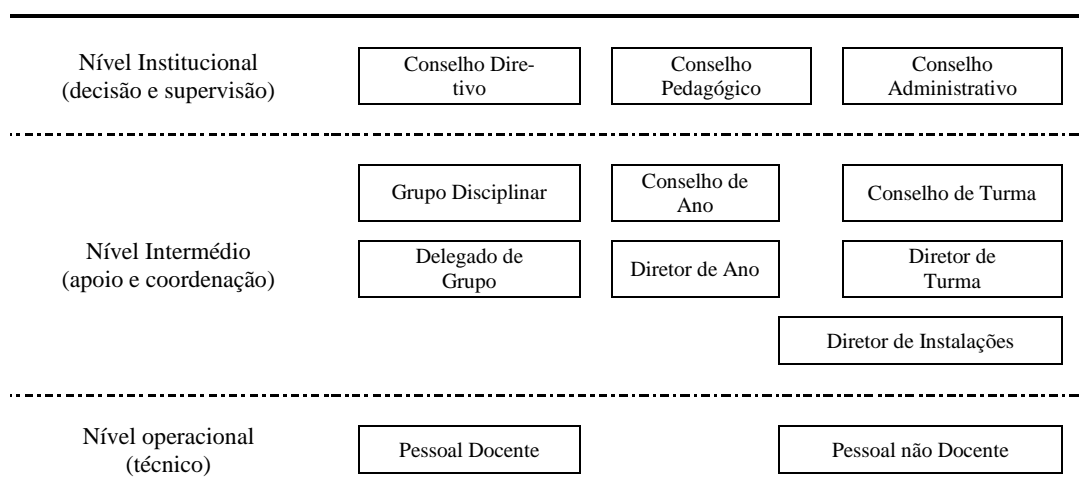 Nível Institucional
(decisão e supervisão)
Conselho Dire-
tivo
Conselho
Pedagógico
Conselho
Administrativo
Nível Intermédio
(apoio e coordenação)
Grupo Disciplinar
Conselho de
Ano
Conselho de Turma
Delegado de
Grupo
Diretor de Ano
Diretor de
Turma
Diretor de Instalações
Nível operacional
(técnico)
Pessoal Docente
Pessoal não Docente